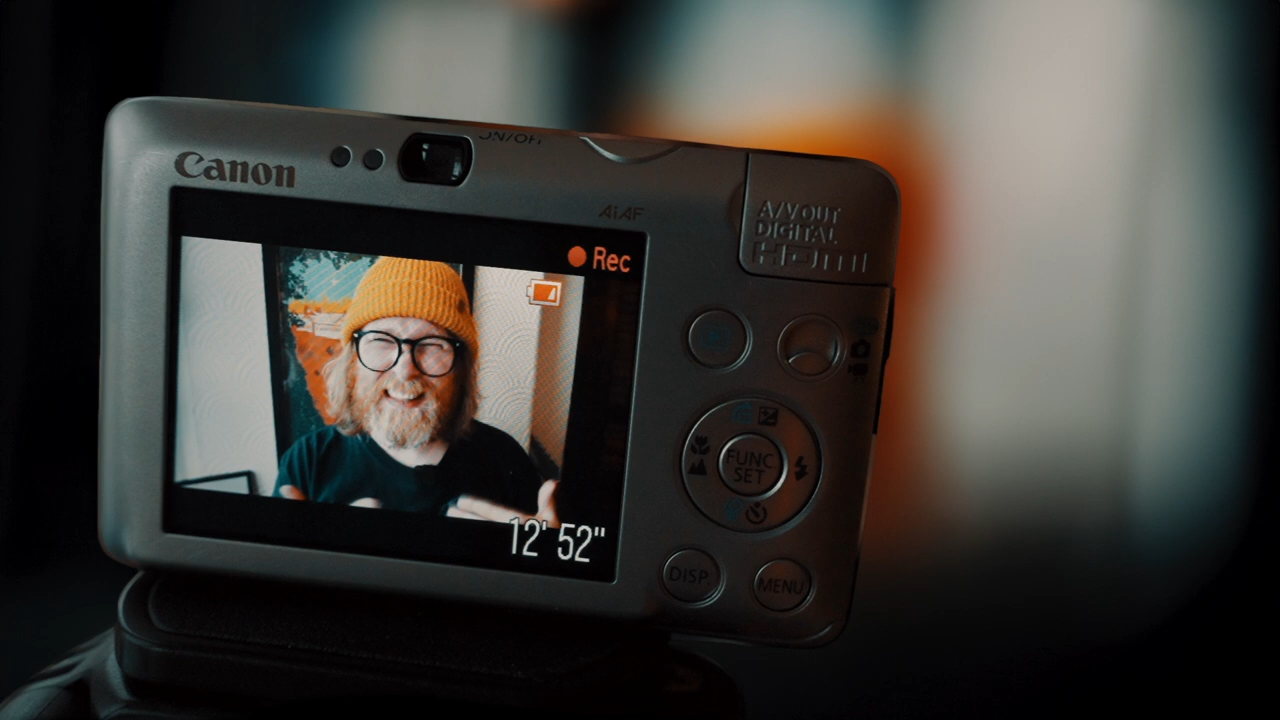 ON/OFF
Canon
AiAF
A/V OUT
DIGITAL
HDMI
Rec
FUNC.
SET
12' 52"
DISP.
MENU